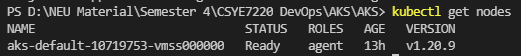 PS D:\NEU Material\Semester 4\CSYE7220 DevOps\AKS\AKS> kubectl get nodes
NAME STATUS ROLES AGE VERSION
aks-default-10719753-vmss000000 Ready agent 13h v1.20.9